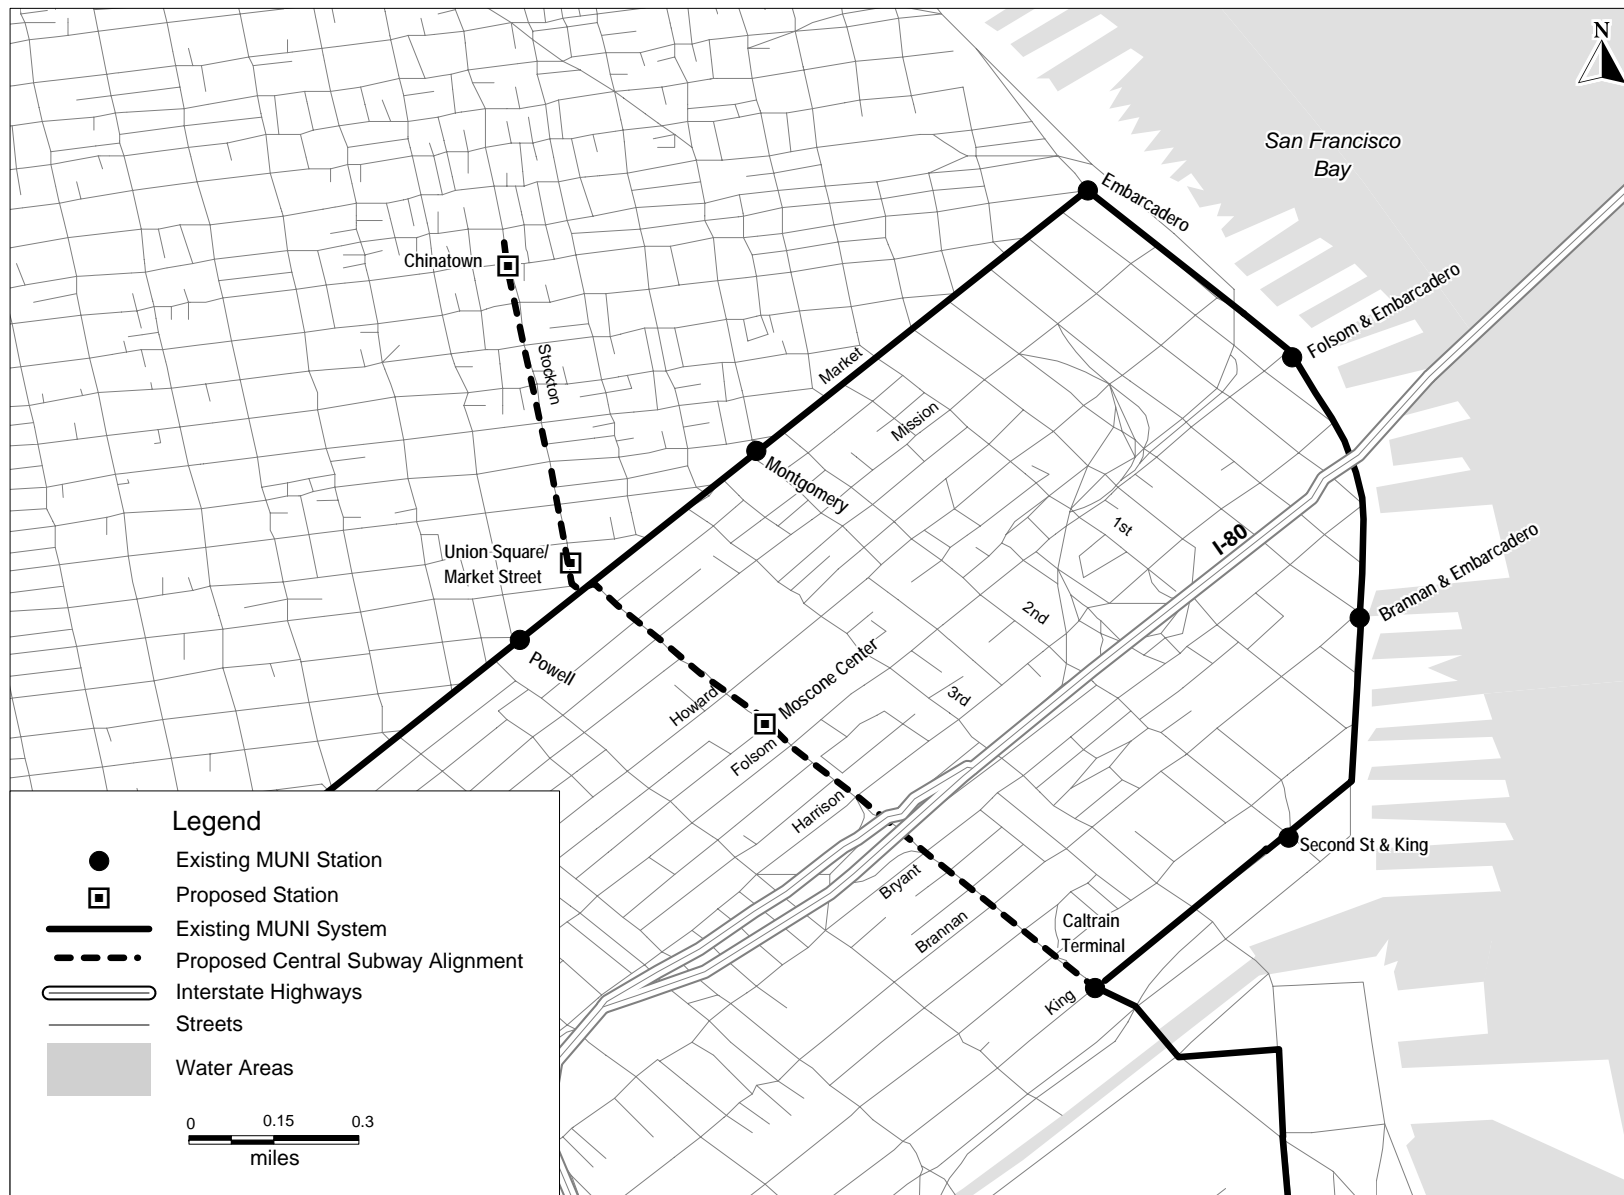 N
San Francisco
Bay
Embarcadero
Chinatown
Folsom & Embarcadero
Stockton
Market
Mission
Montgomery
1st
I-80
Union Square/
Market Street
Brannan & Embarcadero
2nd
Powell
Moscone Center
3rd
Howard
Folsom
Harrison
Second St & King
Bryant
Brannan
Caltrain
Terminal
King
Legend
Existing MUNI Station
Proposed Station
Existing MUNI System
Proposed Central Subway Alignment
Interstate Highways
Streets
Water Areas
0 0.15 0.3
miles